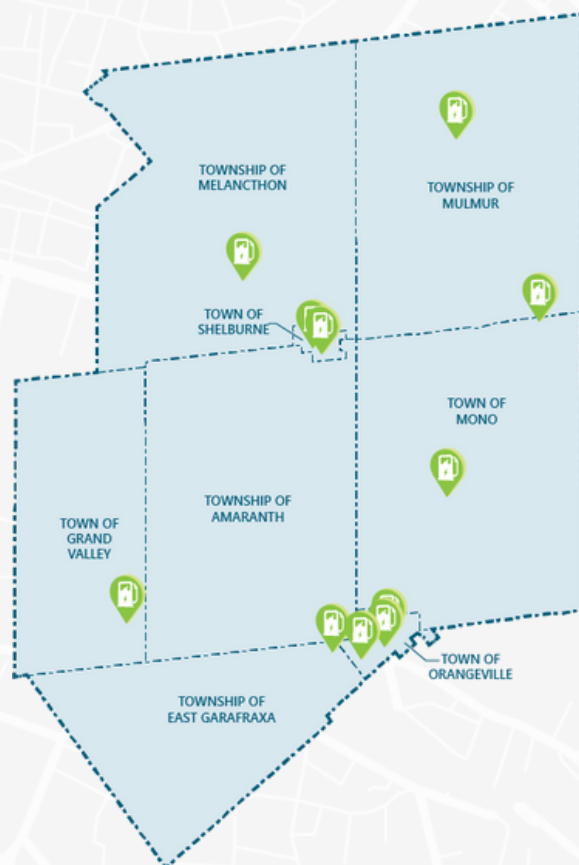 TOWNSHIP OF
MELANCTHON
TOWNSHIP OF
MULMUR
TOWN OF
SHELBURNE
TOWN OF
MONO
TOWNSHIP OF
AMARANTH
TOWN OF
GRAND
VALLEY
TOWN OF
ORANGEVILLE
TOWNSHIP OF
EAST GARAFRAXA